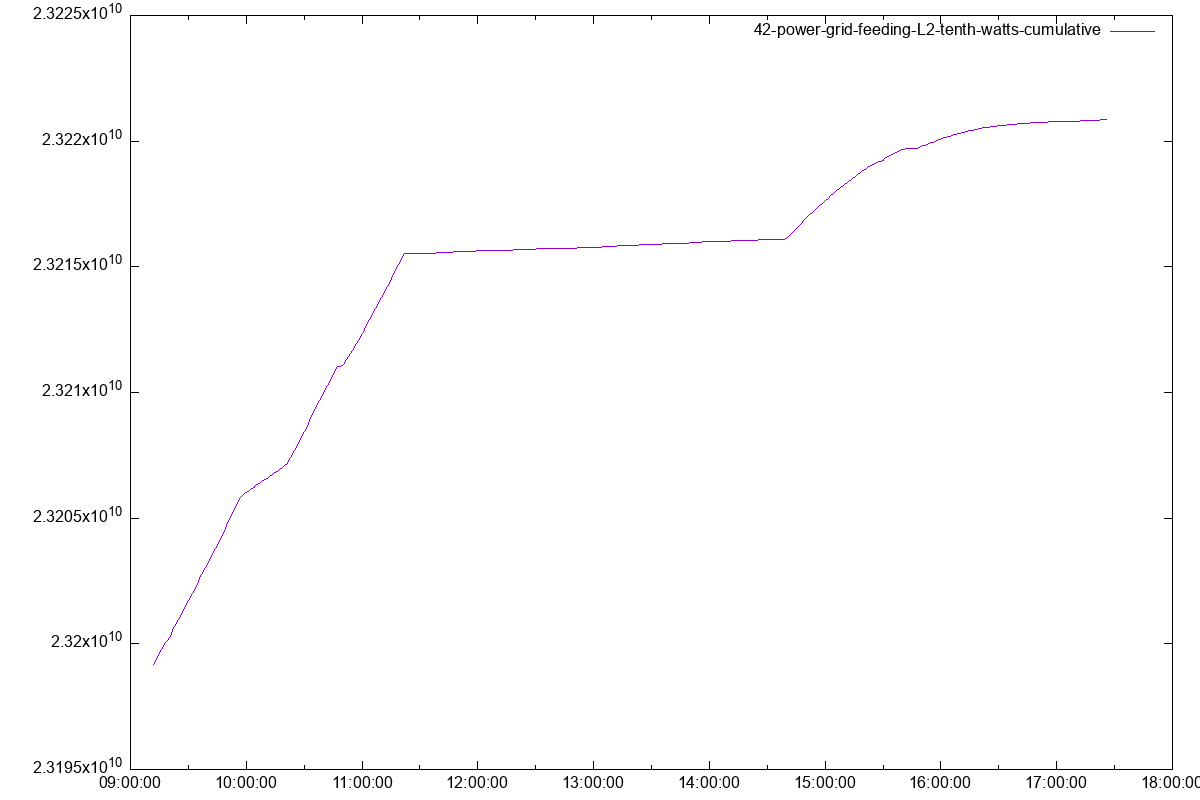 2.3225x10^10
42-power-grid-feeding-L2-tenth-watts-cumulative
2.322x10^10
2.3215x10^10
2.321x10^10
2.3205x10^10
2.32x10^10
2.3195x10^10
09:00:00 10:00:00 11:00:00 12:00:00 13:00:00 14:00:00 15:00:00 16:00:00 17:00:00 18:00:00